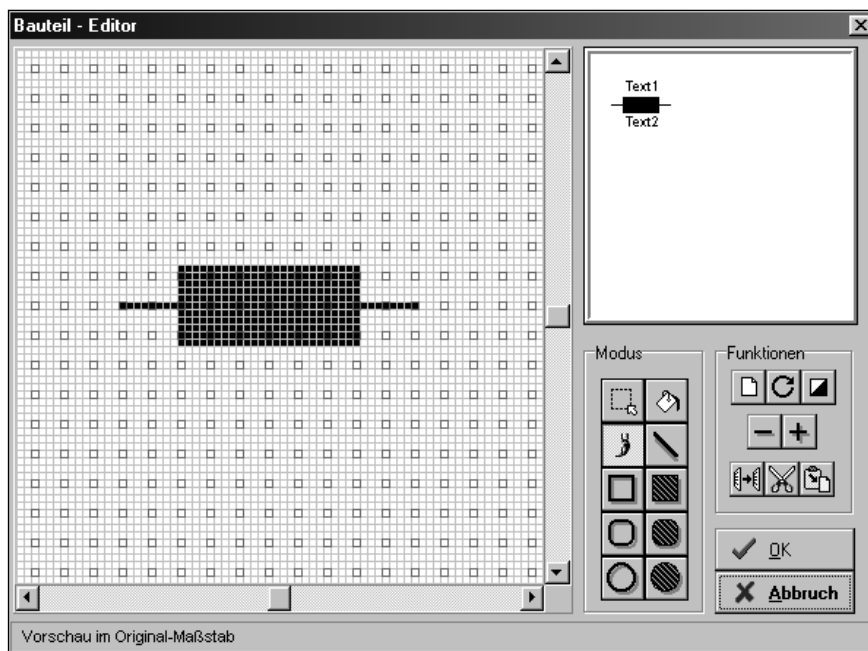 Bauteil - Editor
Text1
Text2
Modus
Funktionen
OK
Abbruch
Vorschau im Original-Maßstab